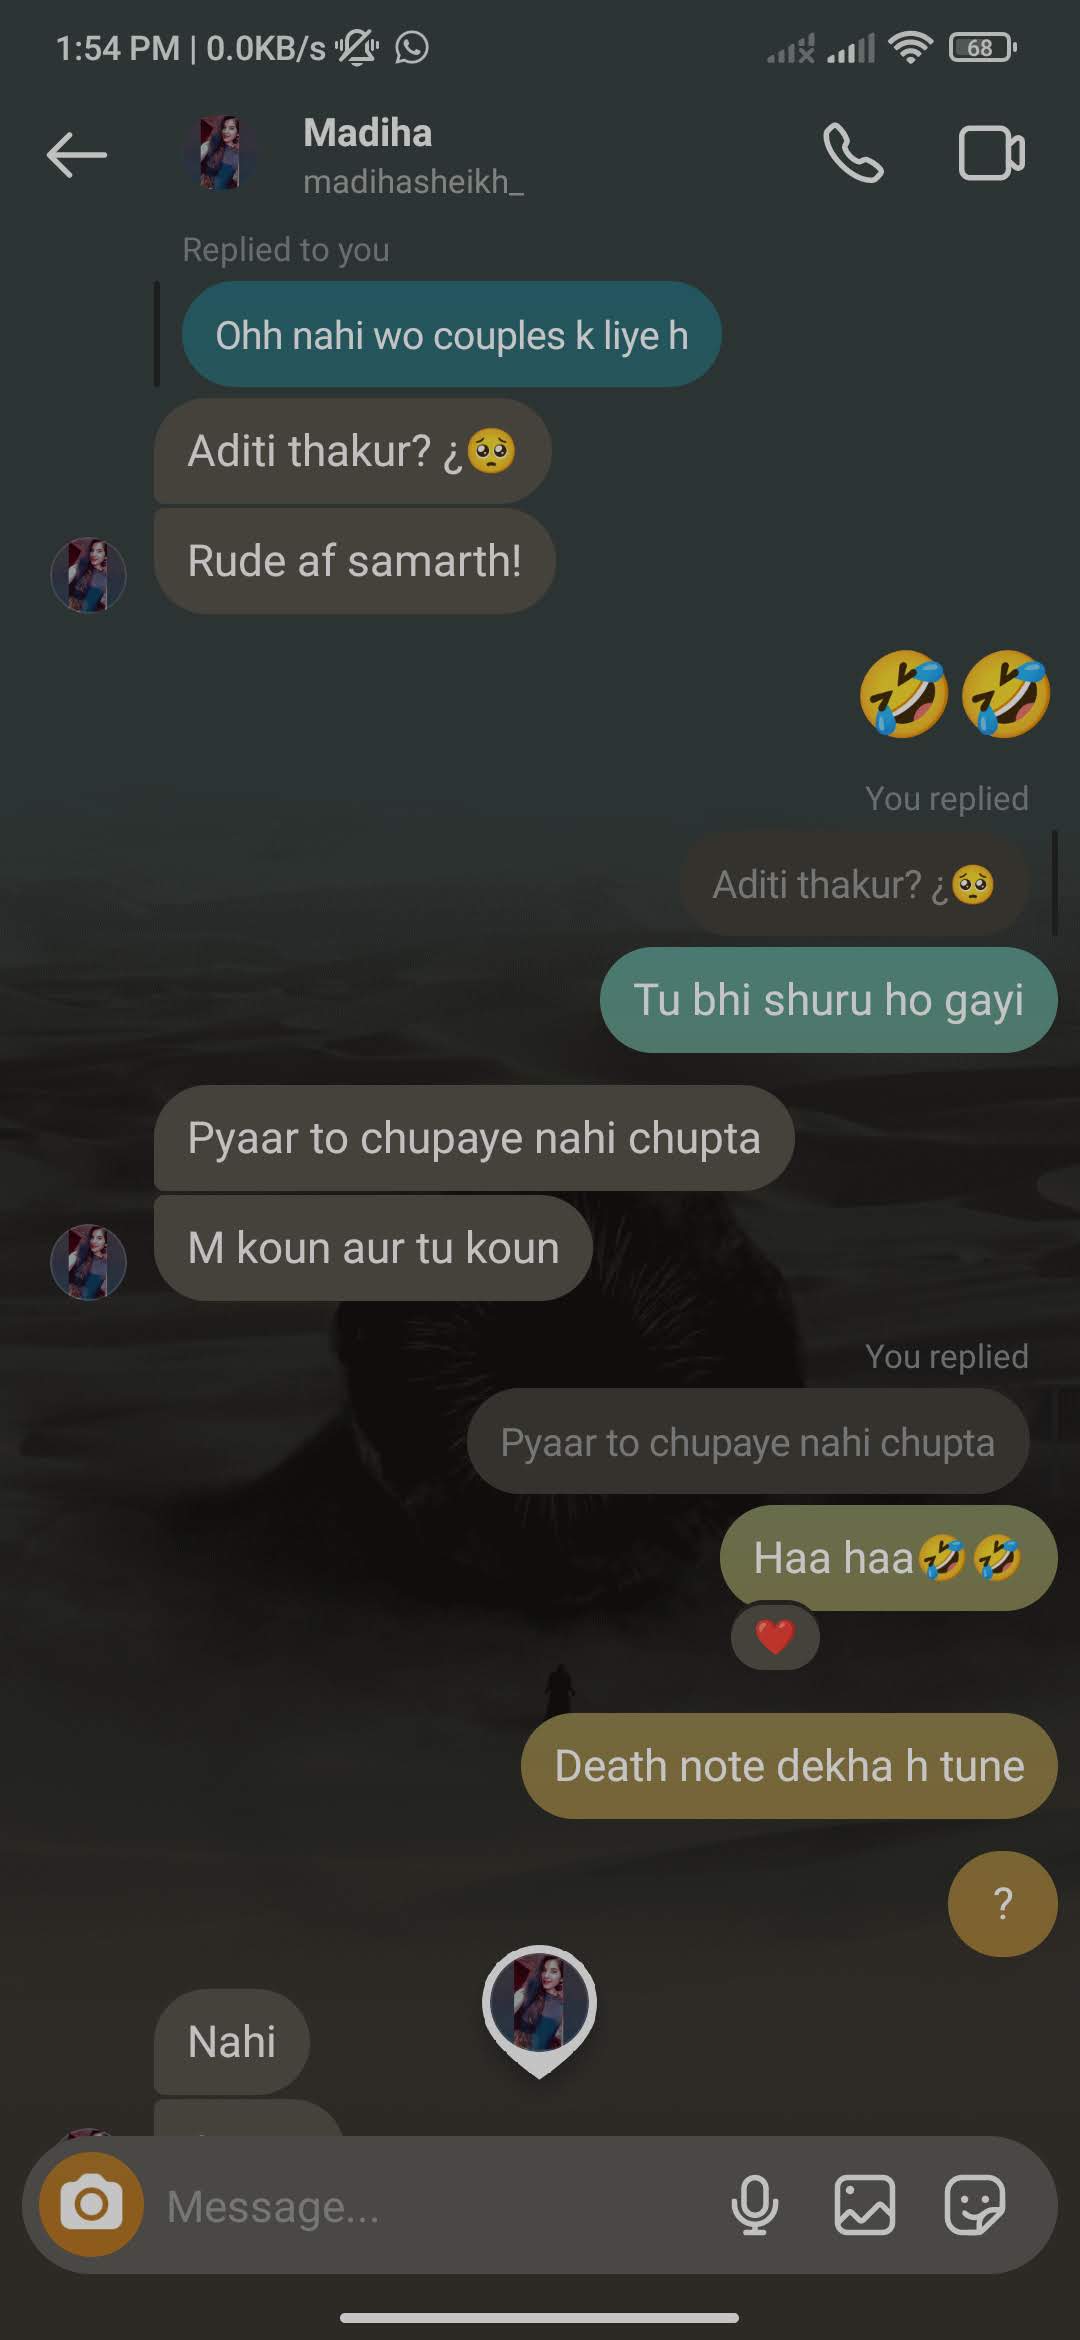 1:54 PM | 0.0KB/s
68
Madiha
madihasheikh_
Replied to you
Ohh nahi wo couples k liye h
Aditi thakur? ¿🥺
Rude af samarth!
🤣🤣
You replied
Aditi thakur? ¿🥺
Tu bhi shuru ho gayi
Pyaar to chupaye nahi chupta
M koun aur tu koun
You replied
Pyaar to chupaye nahi chupta
Haa haa🤣🤣
❤️
Death note dekha h tune
?
Nahi
Message...